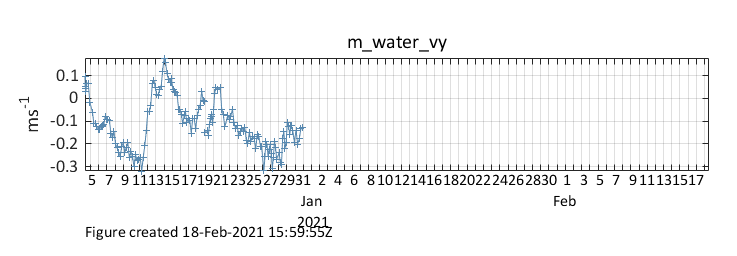 m_water_vy
0.1
0
-0.1
-0.2
-0.3
ms-1
5 7 9 11 13 15 17 19 21 23 25 27 29 31 2 4 6 8 10 12 14 16 18 20 22 24 26 28 30 1 3 5 7 9 11 13 15 17
Jan Feb
2021
Figure created 18-Feb-2021 15:59:55Z